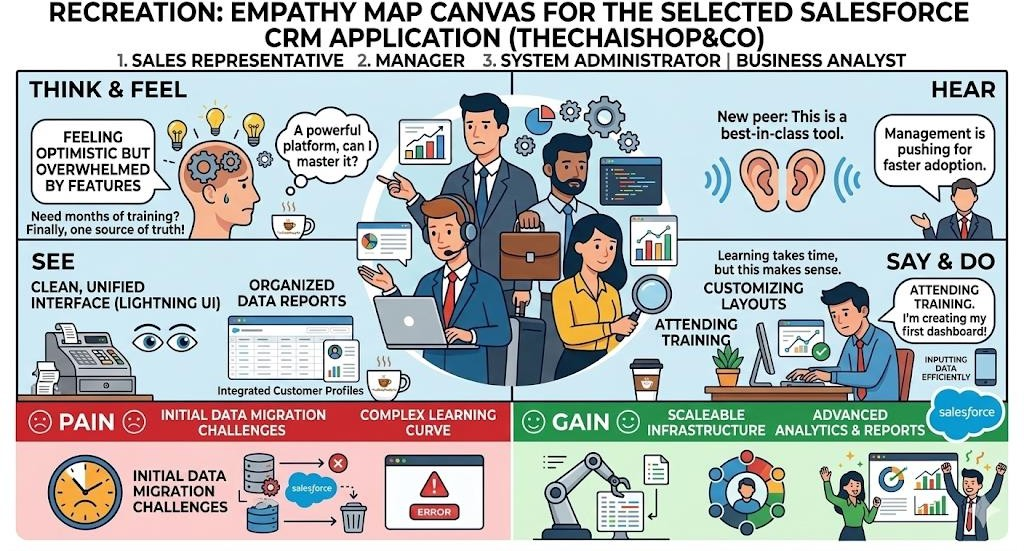 RECREATION: EMPATHY MAP CANVAS FOR THE SELECTED SALESFORCE
CRM APPLICATION (THECHAISHOP&CO)
1. SALES REPRESENTATIVE 2. MANAGER 3. SYSTEM ADMINISTRATOR | BUSINESS ANALYST
THINK & FEEL
FEELING
OPTIMISTIC BUT
OVERWHELMED
BY FEATURES
A powerful
platform, can I
master it?
Need months of training?
Finally, one source of truth!
HEAR
New peer: This is a
best-in-class tool.
Management is
pushing for
faster adoption.
SEE
CLEAN, UNIFIED
INTERFACE (LIGHTNING UI)
ORGANIZED
DATA REPORTS
Integrated Customer Profiles
SAY & DO
Learning takes time,
but this makes sense.
CUSTOMIZING
LAYOUTS
ATTENDING
TRAINING
ATTENDING
TRAINING.
I'm creating my
first dashboard!
INPUTTING
DATA
EFFICIENTLY
PAIN
INITIAL DATA MIGRATION
CHALLENGES
COMPLEX LEARNING
CURVE
INITIAL DATA
MIGRATION
CHALLENGES
salesforce
ERROR
GAIN
SCALEABLE
INFRASTRUCTURE
ADVANCED
ANALYTICS & REPORTS
salesforce